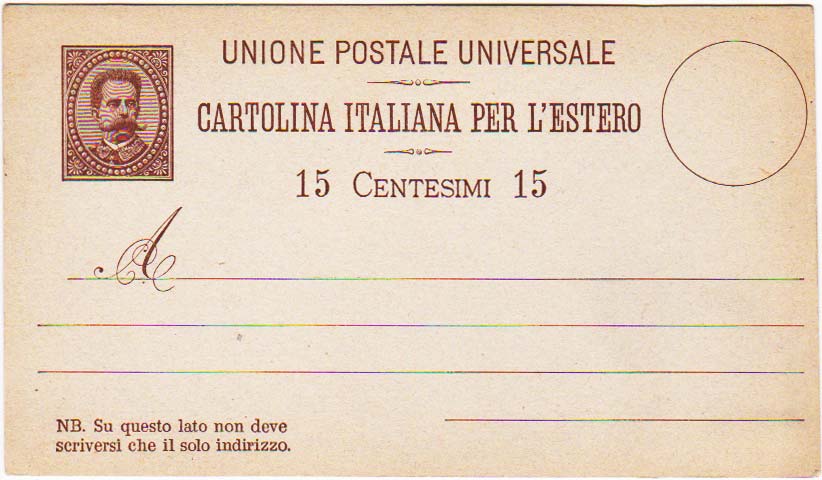 UNIONE POSTALE UNIVERSALE
CARTOLINA ITALIANA PER L'ESTERO
15 CENTESIMI 15
A
NB. Su questo lato non deve
scriversi che il solo indirizzo.